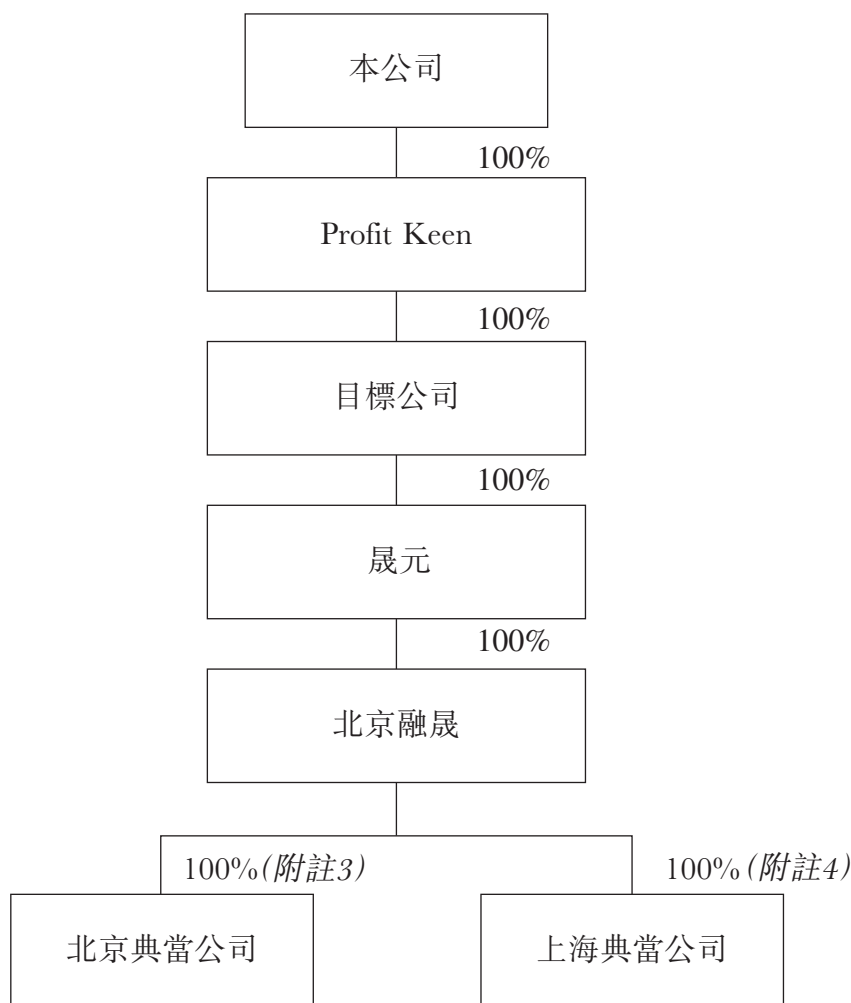 本公司
100%
Profit Keen
100%
目標公司
100%
晟元
100%
北京融晟
100%(附註3)
100%(附註4)
北京典當公司
上海典當公司